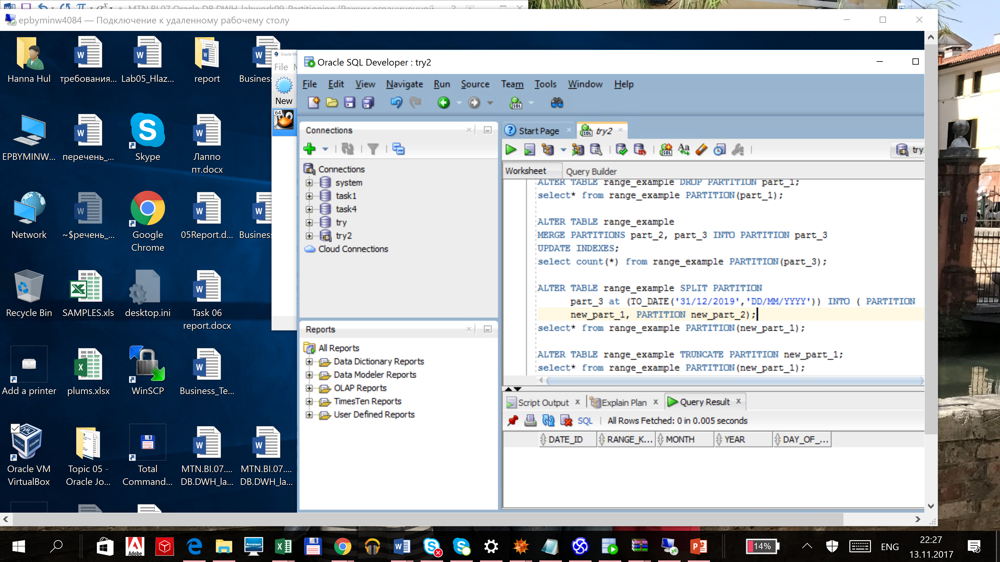 MTN.BI.07 Oracle DB.DWH_labwork09_Partitioning [Режим ограниченной
epbyminw4084 — Подключение к удаленному рабочему столу
Hanna Hul
требования...
Lab05_Hlaz...
report
Business
EPBYMINW...
перечень_...
Skype
Лаппо
пт.docx
Network
~$речень_...
Google
Chrome
05Report.d...
Business
Recycle Bin
SAMPLES.xls
desktop.ini
Task 06
report.docx
Add a printer
plums.xlsx
WinSCP
Business_Te...
Oracle VM
VirtualBox
Topic 05 -
Oracle Jo...
Total
Command...
MTN.BI.07....
DB.DWH_la...
MTN.BI.07....
DB.DWH_la...
Oracle VM
File M
New
64
Oracle SQL Developer : try2
File Edit View Navigate Run Source Team Tools Window Help
Connections
Connections
system
task1
task4
try
try2
Cloud Connections
Reports
All Reports
Data Dictionary Reports
Data Modeler Reports
OLAP Reports
TimesTen Reports
User Defined Reports
Start Page
try2
try
Worksheet Query Builder
ALTER TABLE range_example DROP PARTITION part_1;
select* from range_example PARTITION(part_1);
ALTER TABLE range_example
MERGE PARTITIONS part_2, part_3 INTO PARTITION part_3
UPDATE INDEXES;
select count(*) from range_example PARTITION(part_3);
ALTER TABLE range_example SPLIT PARTITION
part_3 at (TO_DATE('31/12/2019','DD/MM/YYYY')) INTO ( PARTITION
new_part_1, PARTITION new_part_2);
select* from range_example PARTITION(new_part_1);
ALTER TABLE range_example TRUNCATE PARTITION new_part_1;
select* from range_example PARTITION(new_part_1);
Script Output Explain Plan Query Result
SQL All Rows Fetched: 0 in 0.005 seconds
DATE_ID RANGE_K... MONTH YEAR DAY_OF_...
Adobe
lenovo
14%
ENG
22:27
13.11.2017